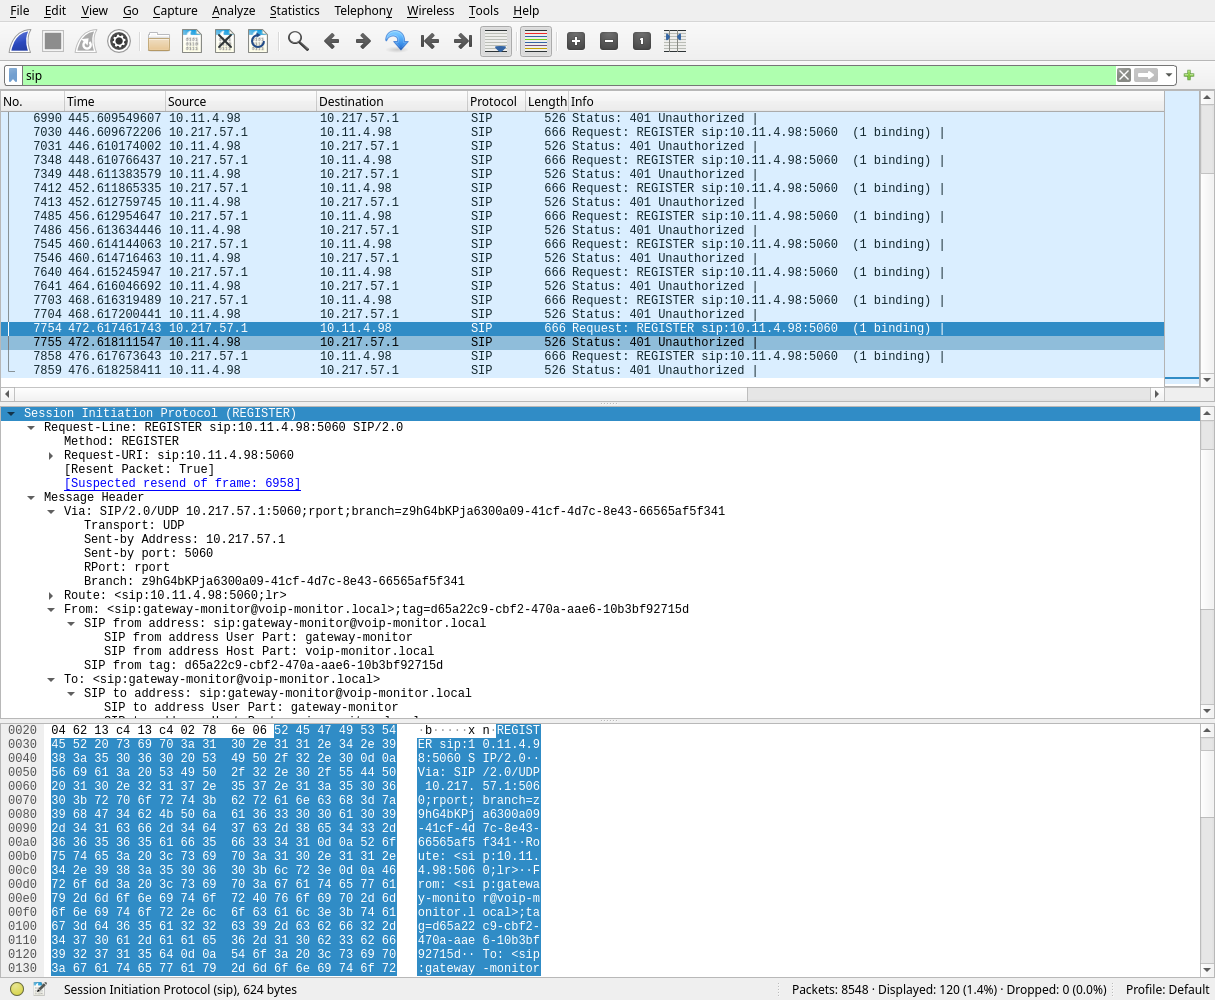 File Edit View Go Capture Analyze Statistics Telephony Wireless Tools Help
sip
No. Time Source Destination Protocol Length Info
6990 445.609549607 10.11.4.98 10.217.57.1 SIP 526 Status: 401 Unauthorized |
7030 446.609672206 10.217.57.1 10.11.4.98 SIP 666 Request: REGISTER sip:10.11.4.98:5060  (1 binding) |
7031 446.610174002 10.11.4.98 10.217.57.1 SIP 526 Status: 401 Unauthorized |
7348 448.610766437 10.217.57.1 10.11.4.98 SIP 666 Request: REGISTER sip:10.11.4.98:5060  (1 binding) |
7349 448.611383579 10.11.4.98 10.217.57.1 SIP 526 Status: 401 Unauthorized |
7412 452.611865335 10.217.57.1 10.11.4.98 SIP 666 Request: REGISTER sip:10.11.4.98:5060  (1 binding) |
7413 452.612759745 10.11.4.98 10.217.57.1 SIP 526 Status: 401 Unauthorized |
7485 456.612954647 10.217.57.1 10.11.4.98 SIP 666 Request: REGISTER sip:10.11.4.98:5060  (1 binding) |
7486 456.613634446 10.11.4.98 10.217.57.1 SIP 526 Status: 401 Unauthorized |
7545 460.614144063 10.217.57.1 10.11.4.98 SIP 666 Request: REGISTER sip:10.11.4.98:5060  (1 binding) |
7546 460.614716463 10.11.4.98 10.217.57.1 SIP 526 Status: 401 Unauthorized |
7640 464.615245947 10.217.57.1 10.11.4.98 SIP 666 Request: REGISTER sip:10.11.4.98:5060  (1 binding) |
7641 464.616046692 10.11.4.98 10.217.57.1 SIP 526 Status: 401 Unauthorized |
7703 468.616319489 10.217.57.1 10.11.4.98 SIP 666 Request: REGISTER sip:10.11.4.98:5060  (1 binding) |
7704 468.617200441 10.11.4.98 10.217.57.1 SIP 526 Status: 401 Unauthorized |
7754 472.617461743 10.217.57.1 10.11.4.98 SIP 666 Request: REGISTER sip:10.11.4.98:5060  (1 binding) |
7755 472.618111547 10.11.4.98 10.217.57.1 SIP 526 Status: 401 Unauthorized |
7858 476.617673643 10.217.57.1 10.11.4.98 SIP 666 Request: REGISTER sip:10.11.4.98:5060  (1 binding) |
7859 476.618258411 10.11.4.98 10.217.57.1 SIP 526 Status: 401 Unauthorized |
Session Initiation Protocol (REGISTER)
Request-Line: REGISTER sip:10.11.4.98:5060 SIP/2.0
Method: REGISTER
Request-URI: sip:10.11.4.98:5060
[Resent Packet: True]
[Suspected resend of frame: 6958]
Message Header
Via: SIP/2.0/UDP 10.217.57.1:5060;rport;branch=z9hG4bKPja6300a09-41cf-4d7c-8e43-66565af5f341
Transport: UDP
Sent-by Address: 10.217.57.1
Sent-by port: 5060
RPort: rport
Branch: z9hG4bKPja6300a09-41cf-4d7c-8e43-66565af5f341
Route: <sip:10.11.4.98:5060;lr>
From: <sip:gateway-monitor@voip-monitor.local>;tag=d65a22c9-cbf2-470a-aae6-10b3bf92715d
SIP from address: sip:gateway-monitor@voip-monitor.local
SIP from address User Part: gateway-monitor
SIP from address Host Part: voip-monitor.local
SIP from tag: d65a22c9-cbf2-470a-aae6-10b3bf92715d
To: <sip:gateway-monitor@voip-monitor.local>
SIP to address: sip:gateway-monitor@voip-monitor.local
SIP to address User Part: gateway-monitor
0020 04 62 13 c4 13 c4 02 78 6e 06 52 45 47 49 53 54 ·b·····x n·REGIST
0030 45 52 20 73 69 70 3a 31 30 2e 31 31 2e 34 2e 39 ER sip:1 0.11.4.9
0040 38 3a 35 30 36 30 20 53 49 50 2f 32 2e 30 0d 0a 8:5060 S IP/2.0··
0050 56 69 61 3a 20 53 49 50 2f 32 2e 30 2f 55 44 50 Via: SIP /2.0/UDP
0060 20 31 30 2e 32 31 37 2e 35 37 2e 31 3a 35 30 36 10.217. 57.1:506
0070 30 3b 72 70 6f 72 74 3b 62 72 61 6e 63 68 3d 7a 0;rport; branch=z
0080 39 68 47 34 62 4b 50 6a 61 36 33 30 30 61 30 39 9hG4bKPj a6300a09
0090 2d 34 31 63 66 2d 34 64 37 63 2d 38 65 34 33 2d -41cf-4d 7c-8e43-
00a0 36 36 35 36 35 61 66 35 66 33 34 31 0d 0a 52 6f 66565af5 f341··Ro
00b0 75 74 65 3a 20 3c 73 69 70 3a 31 30 2e 31 31 2e ute: <si p:10.11.
00c0 34 2e 39 38 3a 35 30 36 30 3b 6c 72 3e 0d 0a 46 4.98:506 0;lr>··F
00d0 72 6f 6d 3a 20 3c 73 69 70 3a 67 61 74 65 77 61 rom: <si p:gatewa
00e0 79 2d 6d 6f 6e 69 74 6f 72 40 76 6f 69 70 2d 6d y-monito r@voip-m
00f0 6f 6e 69 74 6f 72 2e 6c 6f 63 61 6c 3e 3b 74 61 onitor.l ocal>;ta
0100 67 3d 64 36 35 61 32 32 63 39 2d 63 62 66 32 2d g=d65a22 c9-cbf2-
0110 34 37 30 61 2d 61 61 65 36 2d 31 30 62 33 62 66 470a-aae 6-10b3bf
0120 39 32 37 31 35 64 0d 0a 54 6f 3a 20 3c 73 69 70 92715d·· To: <sip
0130 3a 67 61 74 65 77 61 79 2d 6d 6f 6e 69 74 6f 72 :gateway -monitor
Session Initiation Protocol (sip), 624 bytes Packets: 8548 · Displayed: 120 (1.4%) · Dropped: 0 (0.0%) Profile: Default